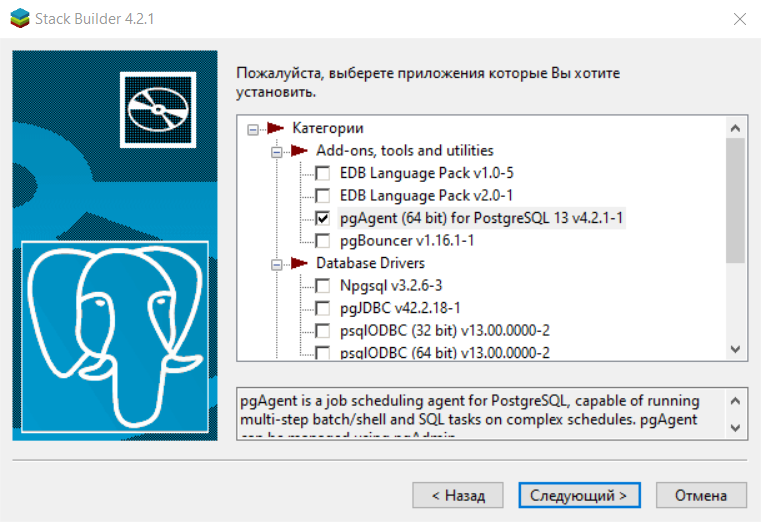 Stack Builder 4.2.1
Пожалуйста, выберете приложения которые Вы хотите
установить.
Категории
Add-ons, tools and utilities
EDB Language Pack v1.0-5
EDB Language Pack v2.0-1
pgAgent (64 bit) for PostgreSQL 13 v4.2.1-1
pgBouncer v1.16.1-1
Database Drivers
Npgsql v3.2.6-3
pgJDBC v42.2.18-1
psqlODBC (32 bit) v13.00.0000-2
psqlODBC (64 bit) v13.00.0000-2
pgAgent is a job scheduling agent for PostgreSQL, capable of running
multi-step batch/shell and SQL tasks on complex schedules. pgAgent
can be managed using pgAdmin
< Назад
Следующий >
Отмена